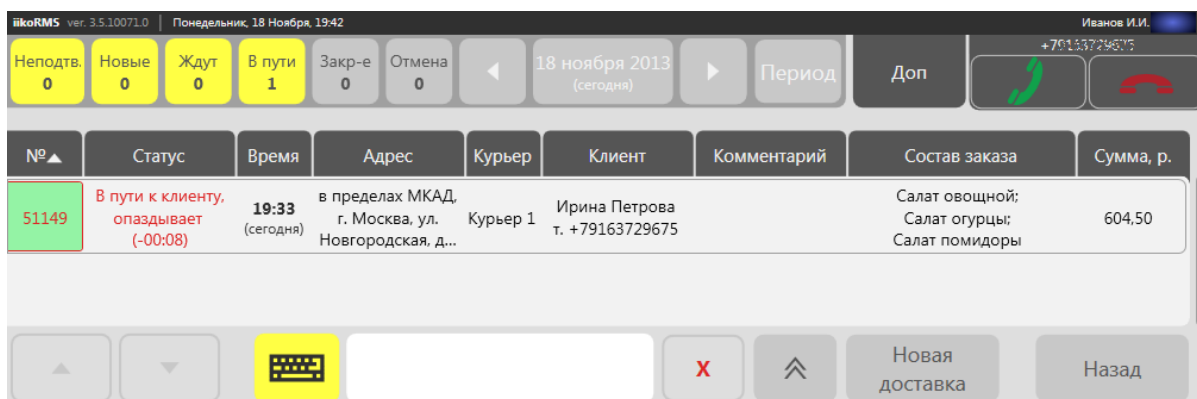 iikoRMS ver. 3.5.10071.0 Понедельник, 18 Ноября, 19:42 Иванов И.И.
Неподтв. Новые Ждут В пути Закр-е Отмена 18 ноября 2013 Период Доп
0 0 0 1 0 0 (сегодня)
№ Статус Время Адрес Курьер Клиент Комментарий Состав заказа Сумма, р.
В пути к клиенту, в пределах МКАД, Салат овощной;
51149 опаздывает 19:33 г. Москва, ул. Курьер 1 Ирина Петрова Салат огурцы; 604,50
(-00:08) (сегодня) Новгородская, д... т. +79163729675 Салат помидоры
X Новая Назад
доставка